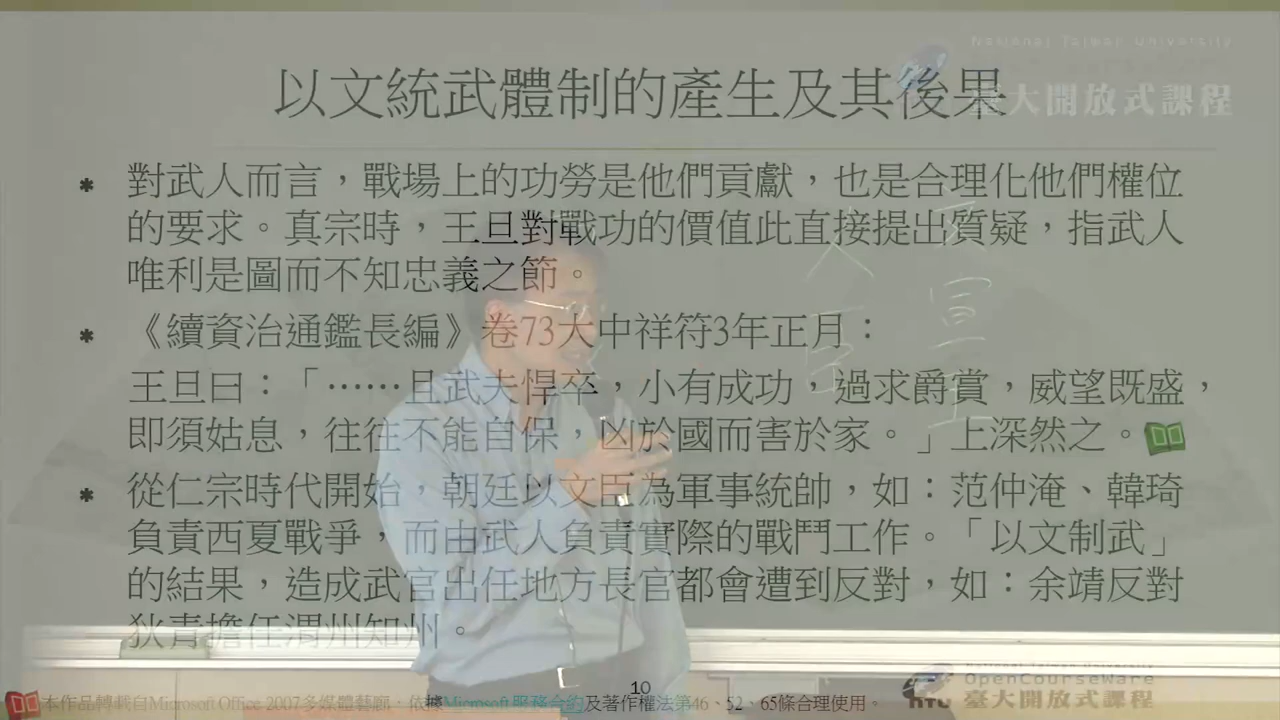 National Taiwan University
臺大開放式課程
以文統武體制的產生及其後果
對武人而言，戰場上的功勞是他們貢獻，也是合理化他們權位
的要求。真宗時，王旦對戰功的價值此直接提出質疑，指武人
唯利是圖而不知忠義之節。
《續資治通鑑長編》卷73大中祥符3年正月：
王旦曰：「……且武夫悍卒，小有成功，過求爵賞，威望既盛，
即須姑息，往往不能自保，凶於國而害於家。」上深然之。
從仁宗時代開始，朝廷以文臣為軍事統帥，如：范仲淹、韓琦
負責西夏戰爭，而由武人負責實際的戰鬥工作。「以文制武」
的結果，造成武官出任地方長官都會遭到反對，如：余靖反對
狄青擔任渭州知州。
宣王
人臣
10
本作品轉載自Microsoft Office 2007多媒體藝廊，依據Microsoft服務合約及著作權法第46、52、65條合理使用。
National Taiwan University
OpenCourseWare
臺大開放式課程
NTU